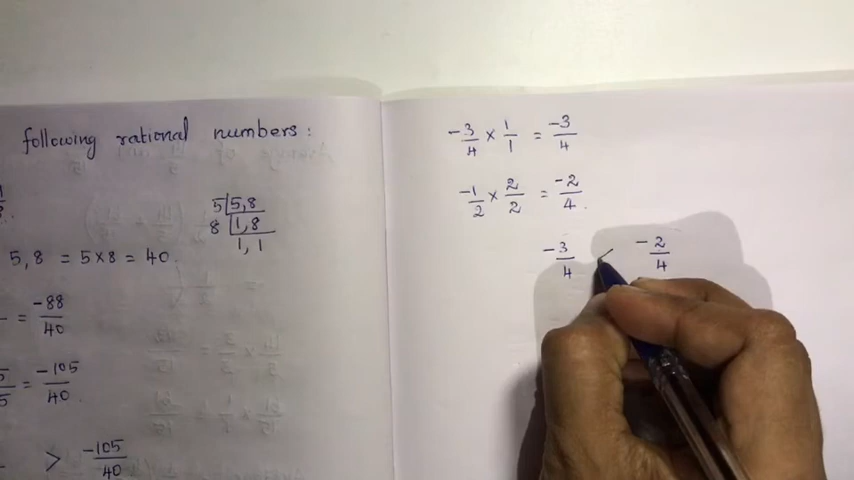 following rational numbers:
5 | 5, 8
8 | 1, 8
1, 1
5, 8 = 5 × 8 = 40.
= -88/40
= -105/40
> -105/40
-3/4 × 1/1 = -3/4
-1/2 × 2/2 = -2/4.
-3/4 < -2/4